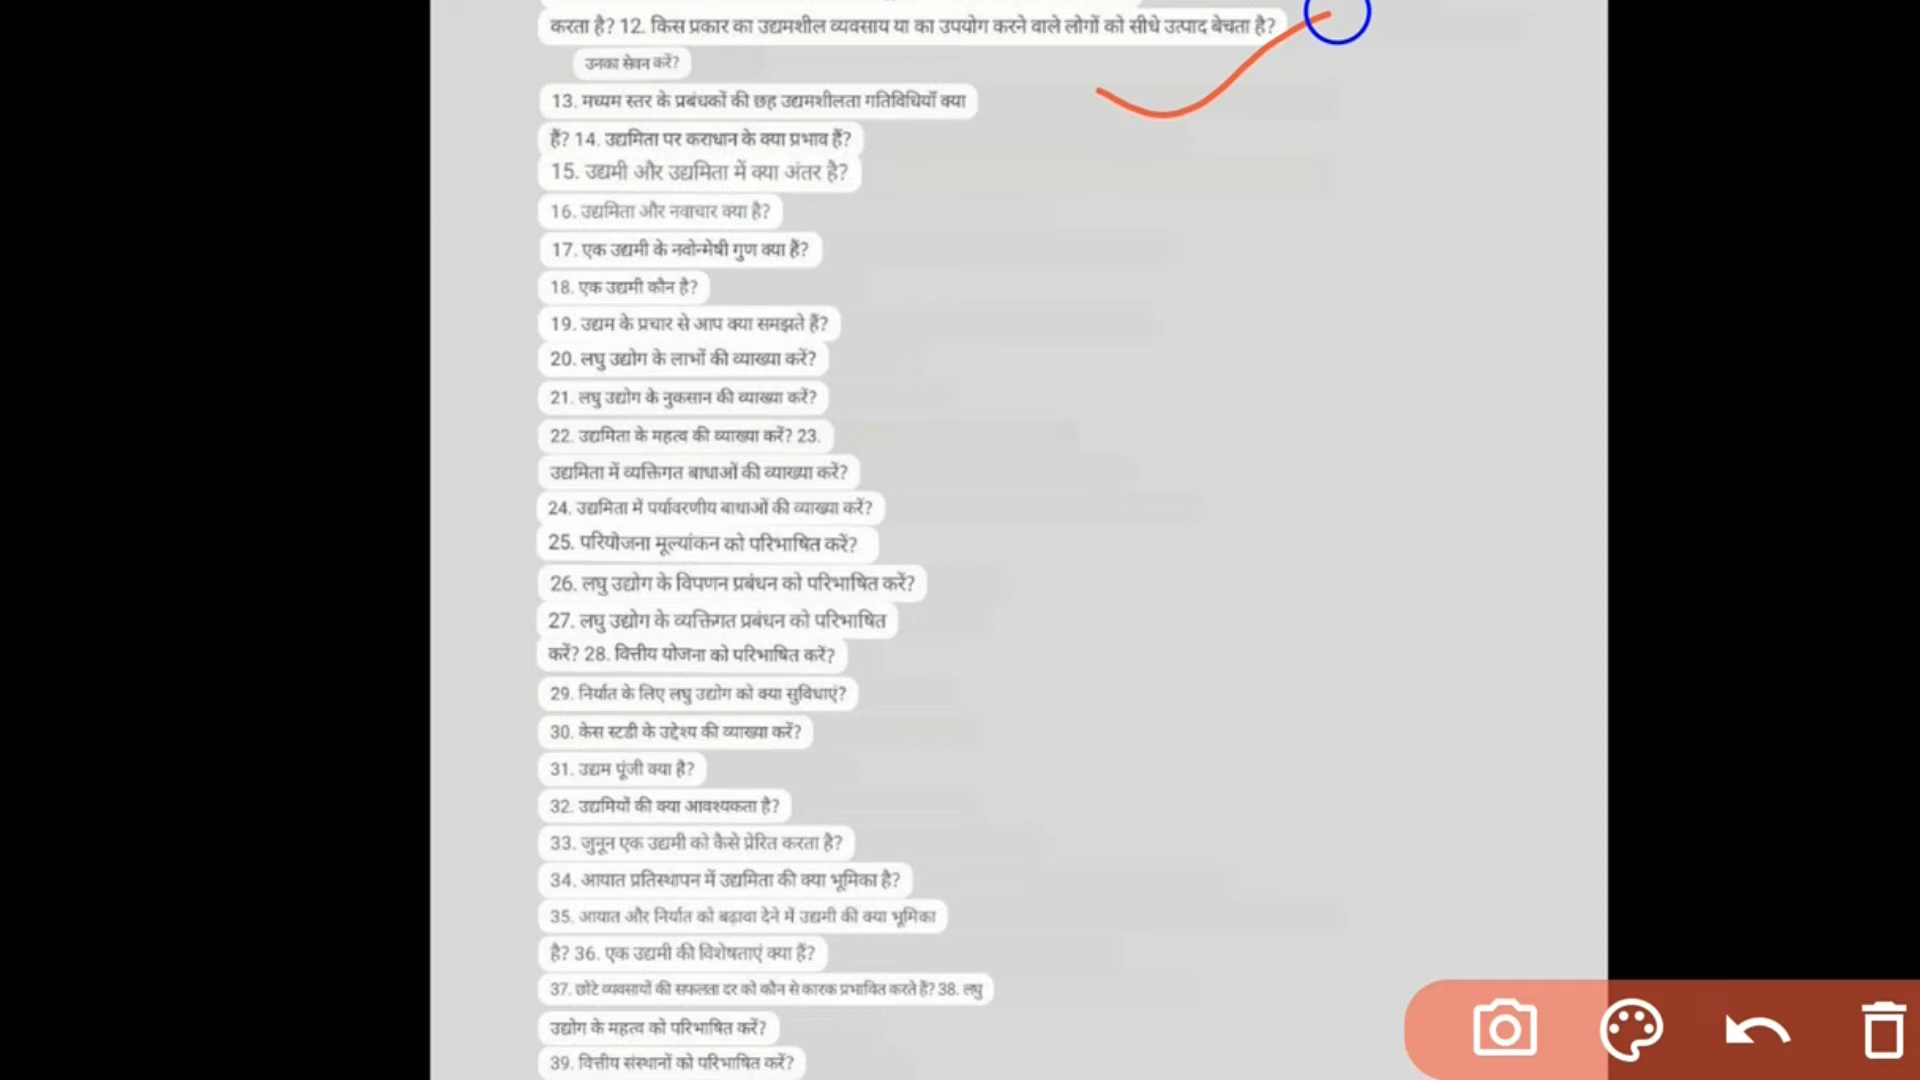 करता है? 12. किस प्रकार का उद्यमशील व्यवसाय या का उपयोग करने वाले लोगों को सीधे उत्पाद बेचता है?
उनका सेवन करें?
13. मध्यम स्तर के प्रबंधकों की छह उद्यमशीलता गतिविधियाँ क्या
हैं? 14. उद्यमिता पर कराधान के क्या प्रभाव हैं?
15. उद्यमी और उद्यमिता में क्या अंतर है?
16. उद्यमिता और नवाचार क्या है?
17. एक उद्यमी के नवोन्मेषी गुण क्या हैं?
18. एक उद्यमी कौन है?
19. उद्यम के प्रचार से आप क्या समझते हैं?
20. लघु उद्योग के लाभों की व्याख्या करें?
21. लघु उद्योग के नुकसान की व्याख्या करें?
22. उद्यमिता के महत्व की व्याख्या करें? 23.
उद्यमिता में व्यक्तिगत बाधाओं की व्याख्या करें?
24. उद्यमिता में पर्यावरणीय बाधाओं की व्याख्या करें?
25. परियोजना मूल्यांकन को परिभाषित करें?
26. लघु उद्योग के विपणन प्रबंधन को परिभाषित करें?
27. लघु उद्योग के व्यक्तिगत प्रबंधन को परिभाषित
करें? 28. वित्तीय योजना को परिभाषित करें?
29. निर्यात के लिए लघु उद्योग को क्या सुविधाएं?
30. केस स्टडी के उद्देश्य की व्याख्या करें?
31. उद्यम पूंजी क्या है?
32. उद्यमियों की क्या आवश्यकता है?
33. जुनून एक उद्यमी को कैसे प्रेरित करता है?
34. आयात प्रतिस्थापन में उद्यमिता की क्या भूमिका है?
35. आयात और निर्यात को बढ़ावा देने में उद्यमी की क्या भूमिका
है? 36. एक उद्यमी की विशेषताएं क्या हैं?
37. छोटे व्यवसायों की सफलता दर को कौन से कारक प्रभावित करते हैं? 38. लघु
उद्योग के महत्व को परिभाषित करें?
39. वित्तीय संस्थानों को परिभाषित करें?